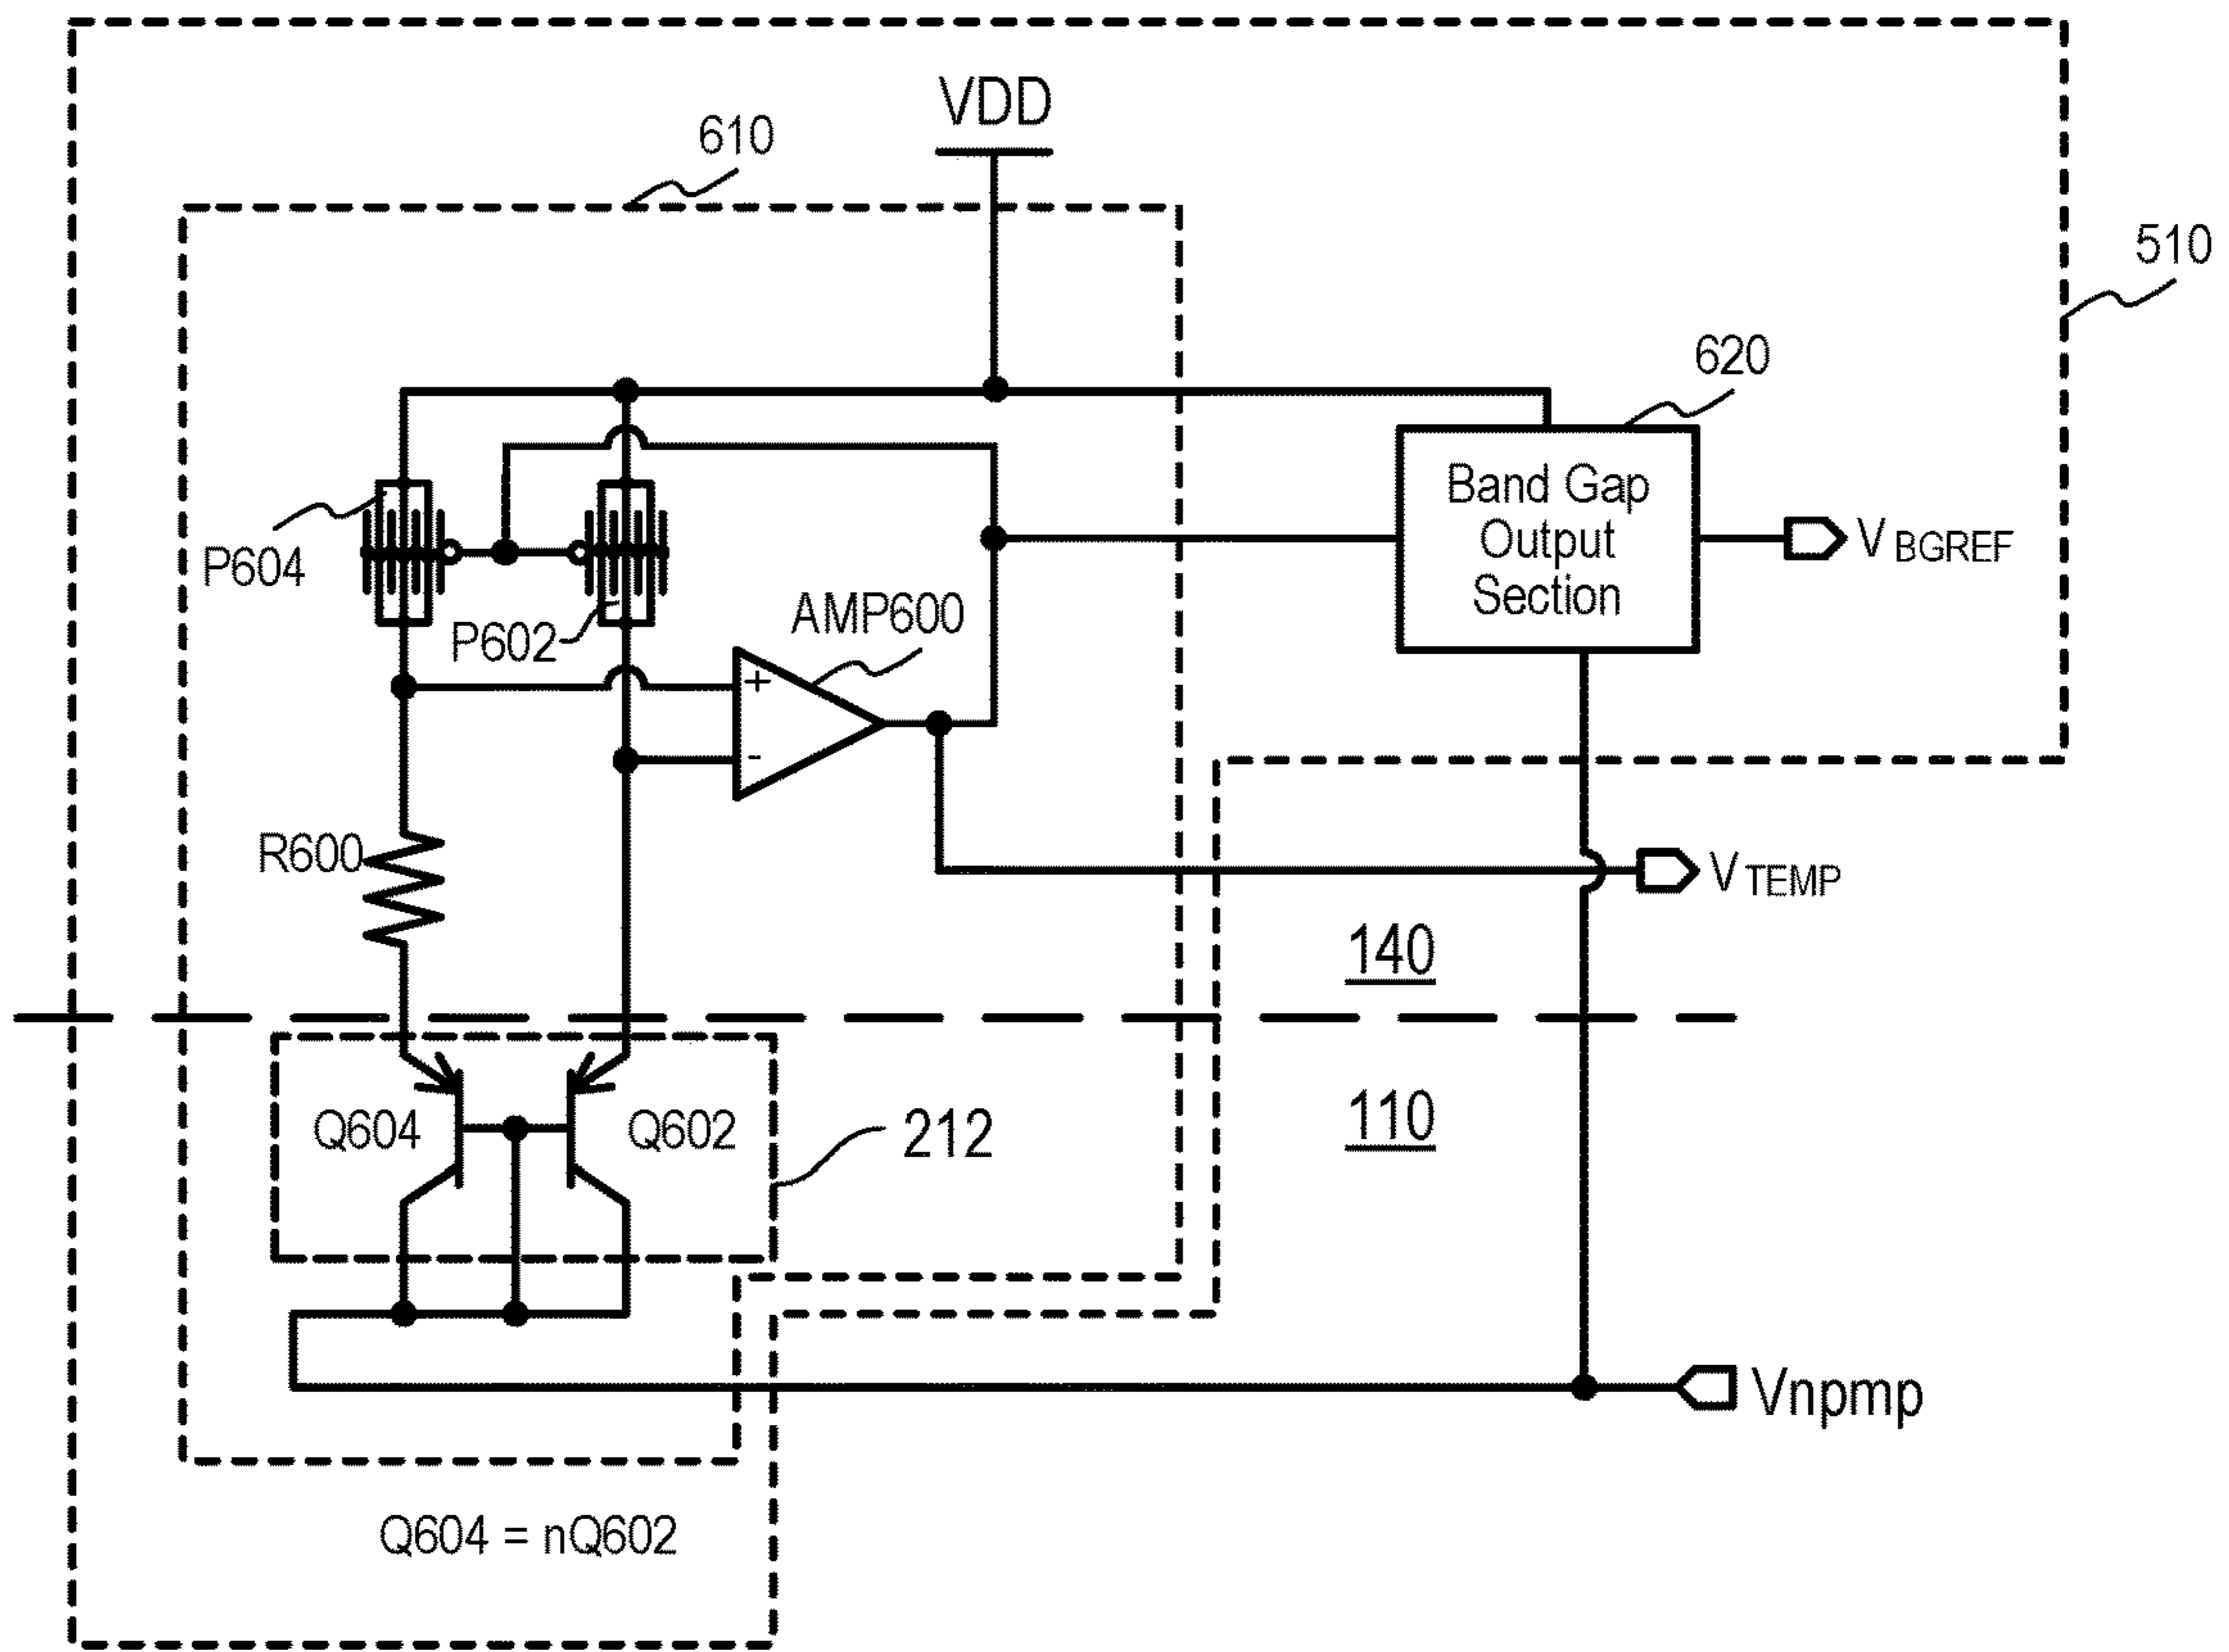 VDD
610
510
620
Band Gap
Output
Section
V BGREF
P604
P602
AMP600
+
-
R600
V TEMP
140
110
Q604
Q602
212
Vnpmp
Q604 = nQ602